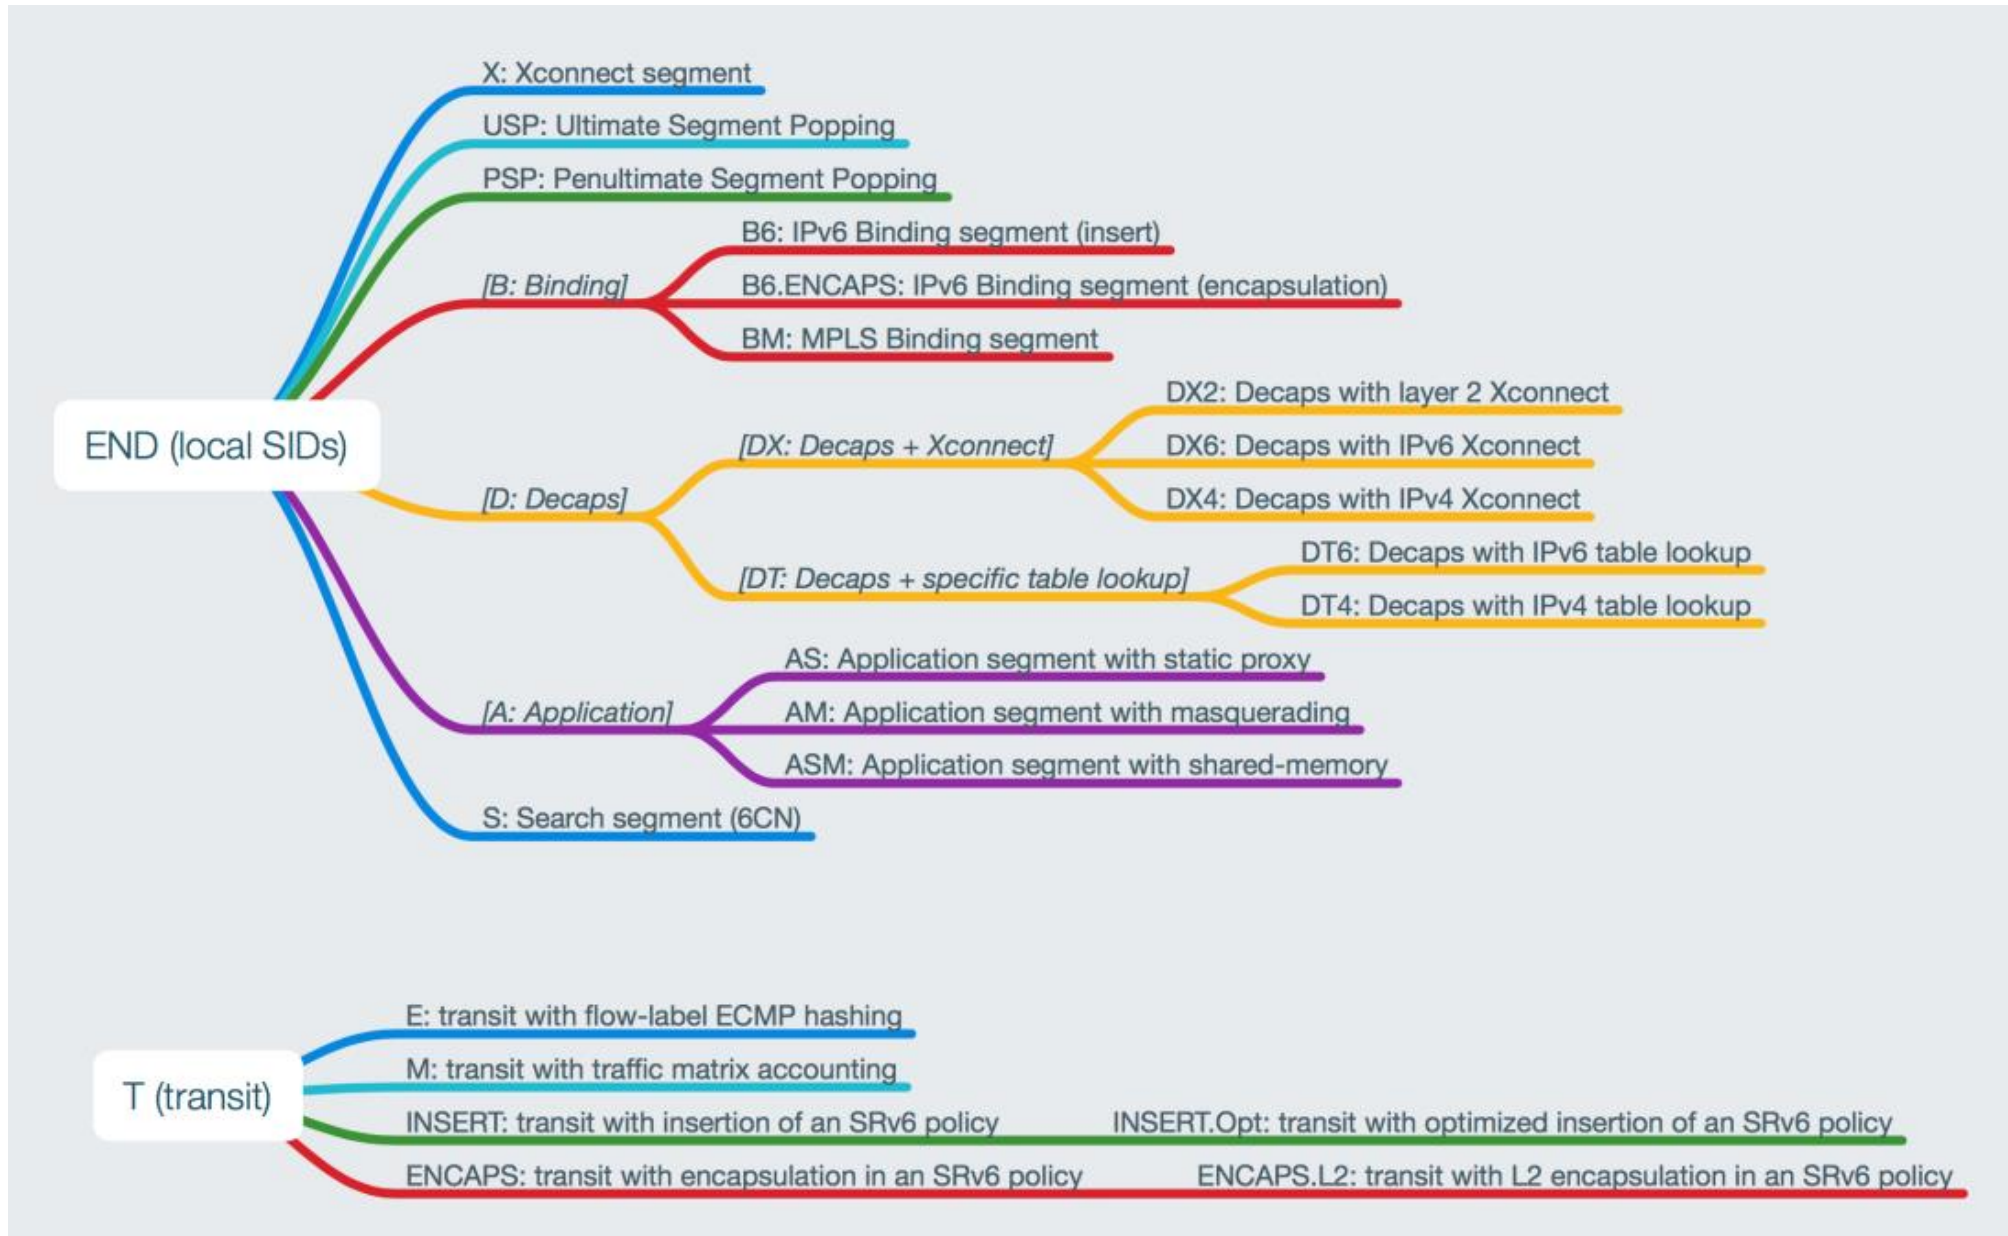 X: Xconnect segment
USP: Ultimate Segment Popping
PSP: Penultimate Segment Popping
B6: IPv6 Binding segment (insert)
[B: Binding]
B6.ENCAPS: IPv6 Binding segment (encapsulation)
BM: MPLS Binding segment
DX2: Decaps with layer 2 Xconnect
END (local SIDs)
[DX: Decaps + Xconnect]
DX6: Decaps with IPv6 Xconnect
[D: Decaps]
DX4: Decaps with IPv4 Xconnect
DT6: Decaps with IPv6 table lookup
[DT: Decaps + specific table lookup]
DT4: Decaps with IPv4 table lookup
AS: Application segment with static proxy
[A: Application]
AM: Application segment with masquerading
ASM: Application segment with shared-memory
S: Search segment (6CN)
E: transit with flow-label ECMP hashing
M: transit with traffic matrix accounting
T (transit)
INSERT: transit with insertion of an SRv6 policy
INSERT.Opt: transit with optimized insertion of an SRv6 policy
ENCAPS: transit with encapsulation in an SRv6 policy
ENCAPS.L2: transit with L2 encapsulation in an SRv6 policy